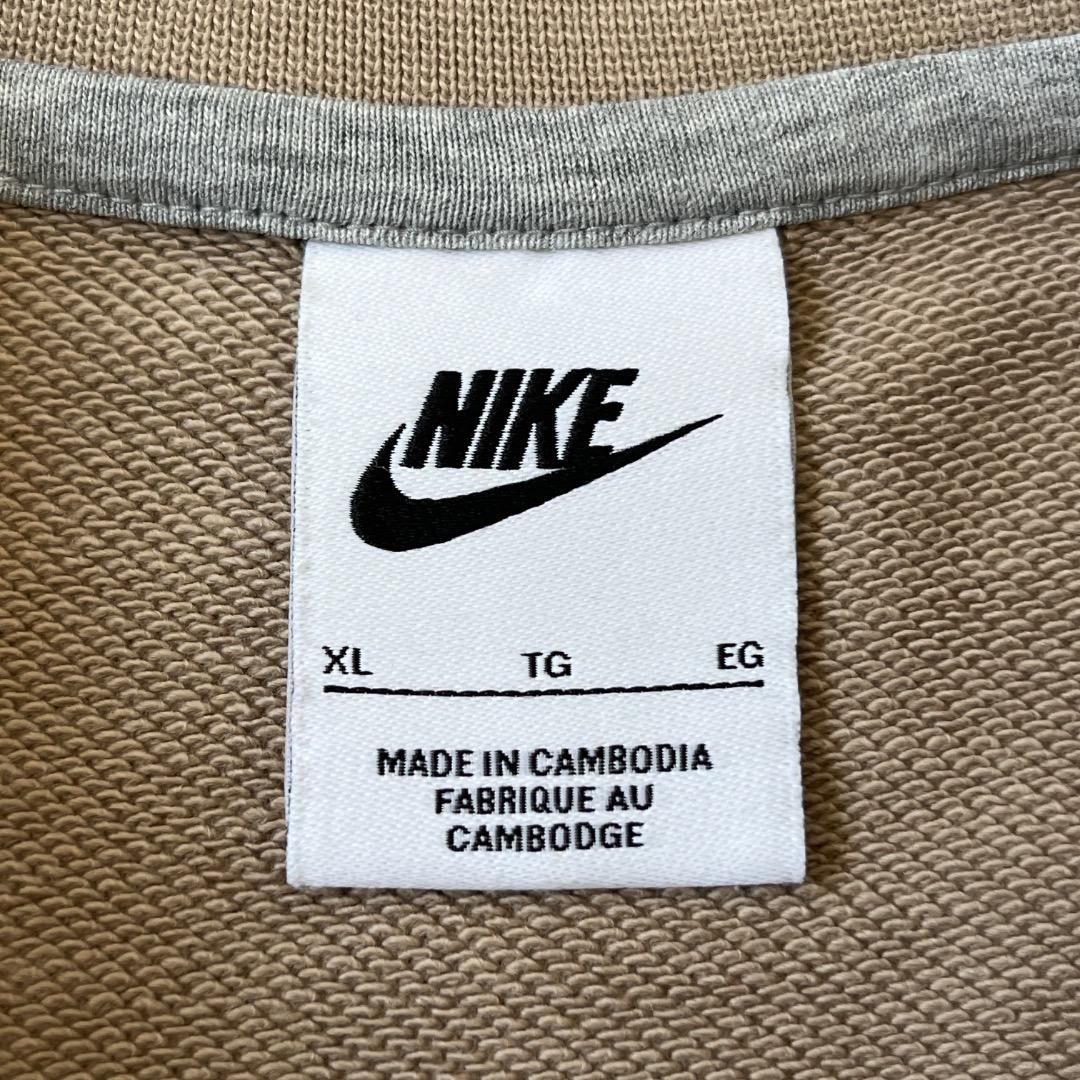 NIKE
XL TG EG
MADE IN CAMBODIA
FABRIQUE AU
CAMBODGE